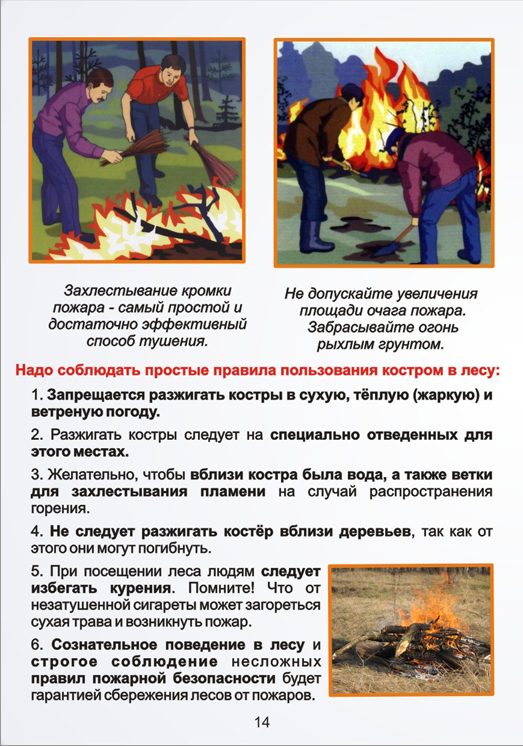 Захлестывание кромки
пожара - самый простой и
достаточно эффективный
способ тушения.
Не допускайте увеличения
площади очага пожара.
Забрасывайте огонь
рыхлым грунтом.
Надо соблюдать простые правила пользования костром в лесу:
1. Запрещается разжигать костры в сухую, тёплую (жаркую) и
ветреную погоду.
2. Разжигать костры следует на специально отведенных для
этого местах.
3. Желательно, чтобы вблизи костра была вода, а также ветки
для захлестывания пламени на случай распространения
горения.
4. Не следует разжигать костёр вблизи деревьев, так как от
этого они могут погибнуть.
5. При посещении леса людям следует
избегать курения. Помните! Что от
незатушенной сигареты может загореться
сухая трава и возникнуть пожар.
6. Сознательное поведение в лесу и
строгое соблюдение несложных
правил пожарной безопасности будет
гарантией сбережения лесов от пожаров.
14